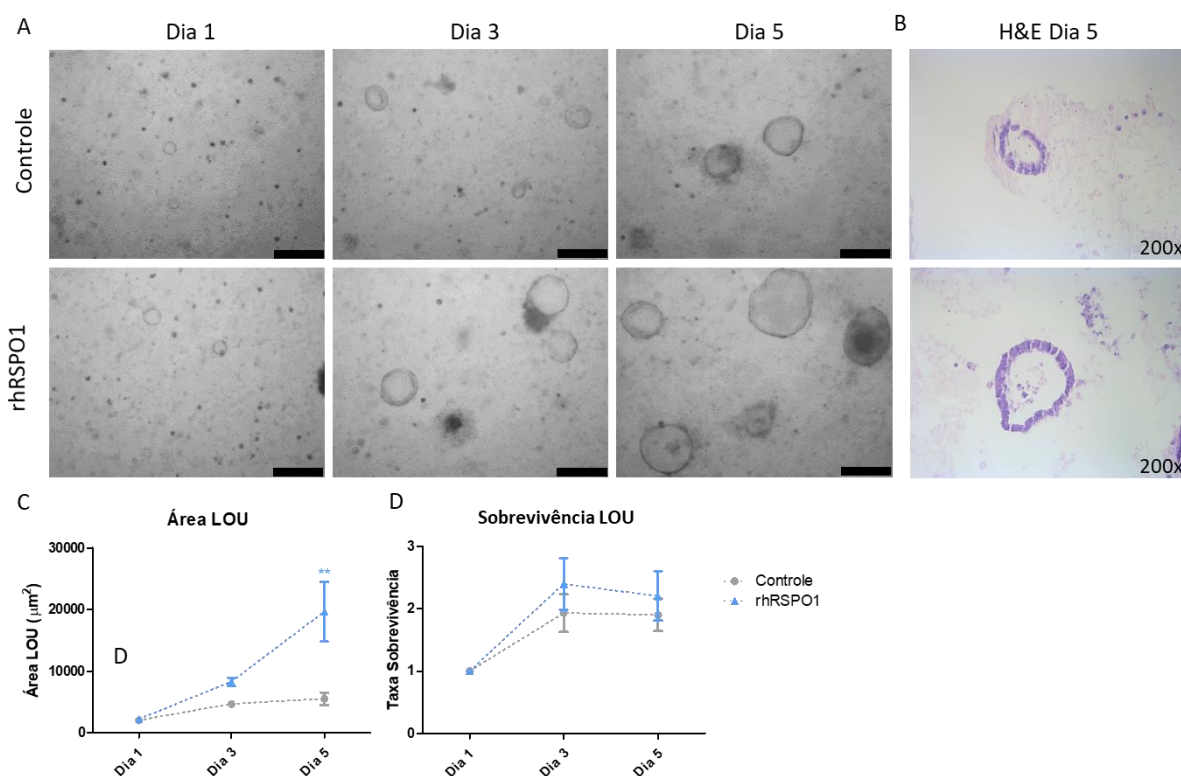 A
Dia 1
Dia 3
Dia 5
B
H&E Dia 5
Controle
200x
rhRSPO1
200x
C
Área LOU
Área LOU (µm²)
30000
20000
10000
0
**
D
Dia 1
Dia 3
Dia 5
D
Sobrevivência LOU
Taxa Sobrevivência
3
2
1
0
Dia 1
Dia 3
Dia 5
Controle
rhRSPO1